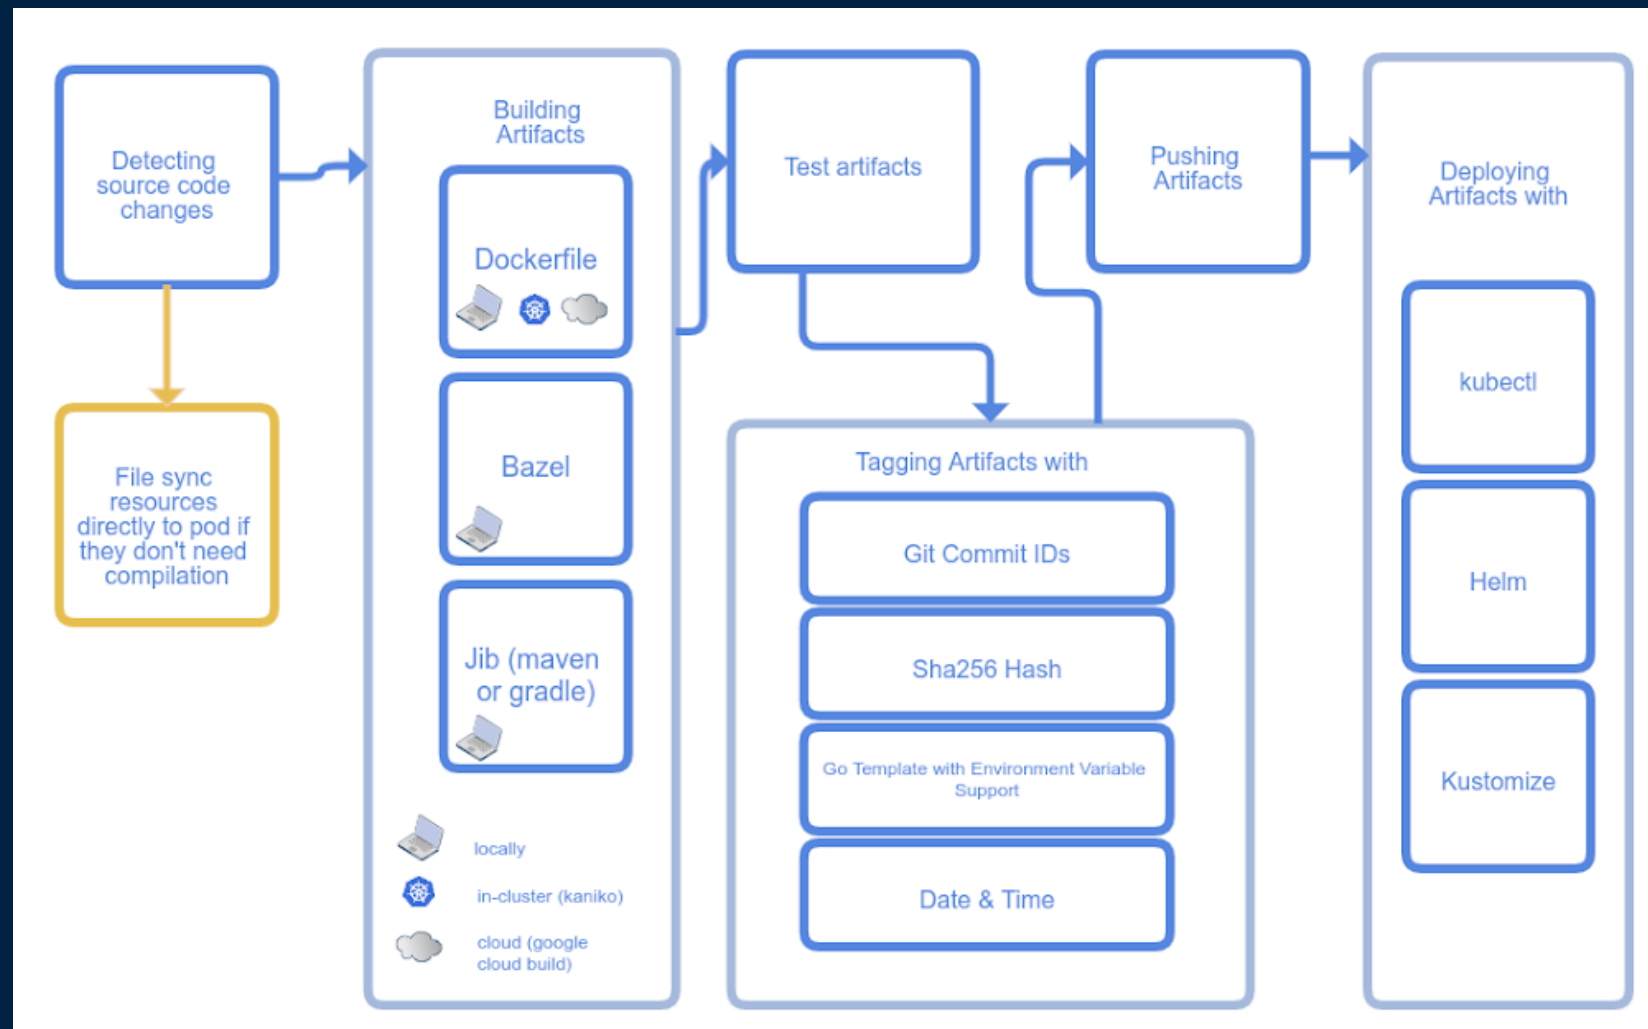 Detecting
source code
changes
File sync
resources
directly to pod if
they don't need
compilation
Building
Artifacts
Dockerfile
Bazel
Jib (maven
or gradle)
locally
in-cluster (kaniko)
cloud (google
cloud build)
Test artifacts
Tagging Artifacts with
Git Commit IDs
Sha256 Hash
Go Template with Environment Variable
Support
Date & Time
Pushing
Artifacts
Deploying
Artifacts with
kubectl
Helm
Kustomize